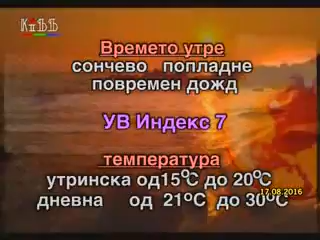 КиББ
Времето утре
сончево попладне
повремен дожд
УВ Индекс 7
температура
утринска од15°C до 20°C
17.08.2016
дневна од 21°C до 30°C